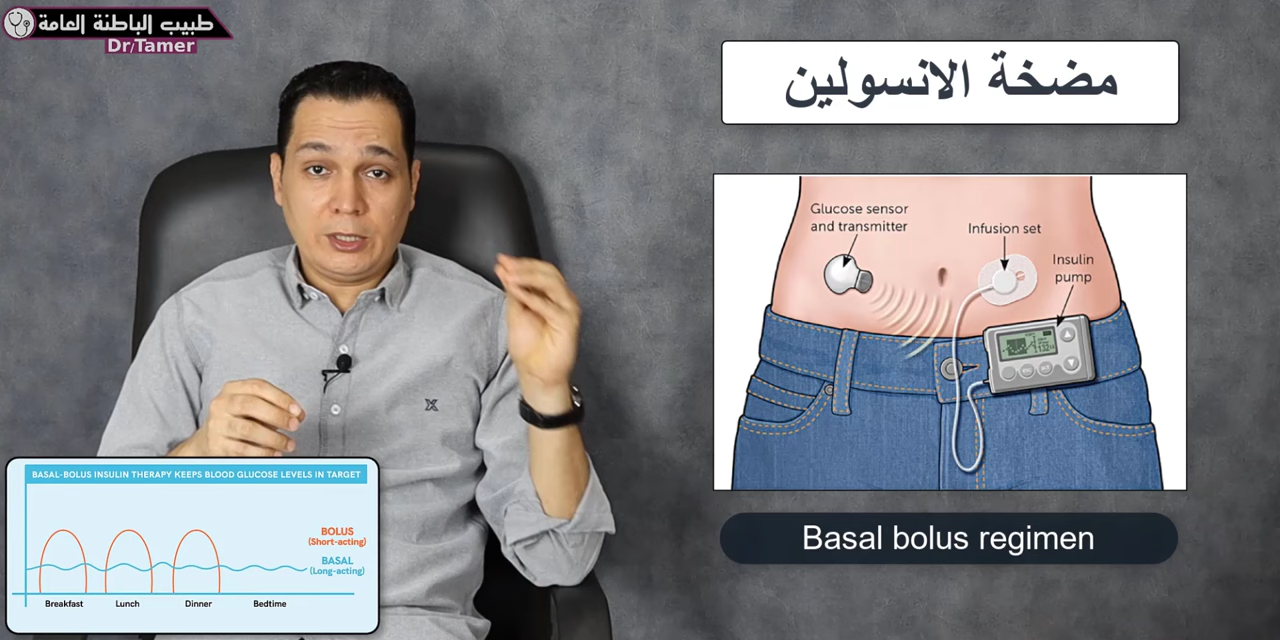 طبيب الباطنة العامة
Dr/Tamer
مضخة الانسولين
Glucose sensor
and transmitter
Infusion set
Insulin
pump
Basal bolus regimen
BASAL-BOLUS INSULIN THERAPY KEEPS BLOOD GLUCOSE LEVELS IN TARGET
BOLUS
(Short-acting)
BASAL
(Long-acting)
Breakfast Lunch Dinner Bedtime